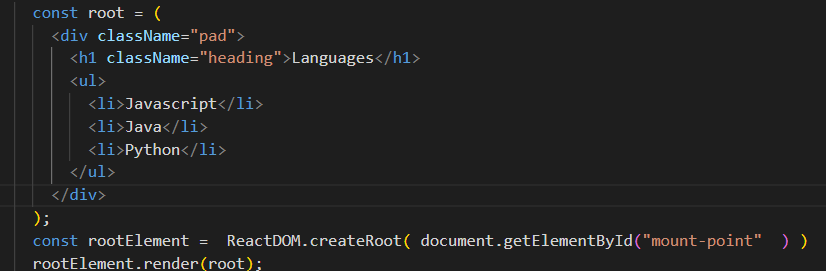 const root = (
<div className="pad">
<h1 className="heading">Languages</h1>
<ul>
<li>Javascript</li>
<li>Java</li>
<li>Python</li>
</ul>
</div>
);
const rootElement =  ReactDOM.createRoot( document.getElementById("mount-point"  ) )
rootElement.render(root);